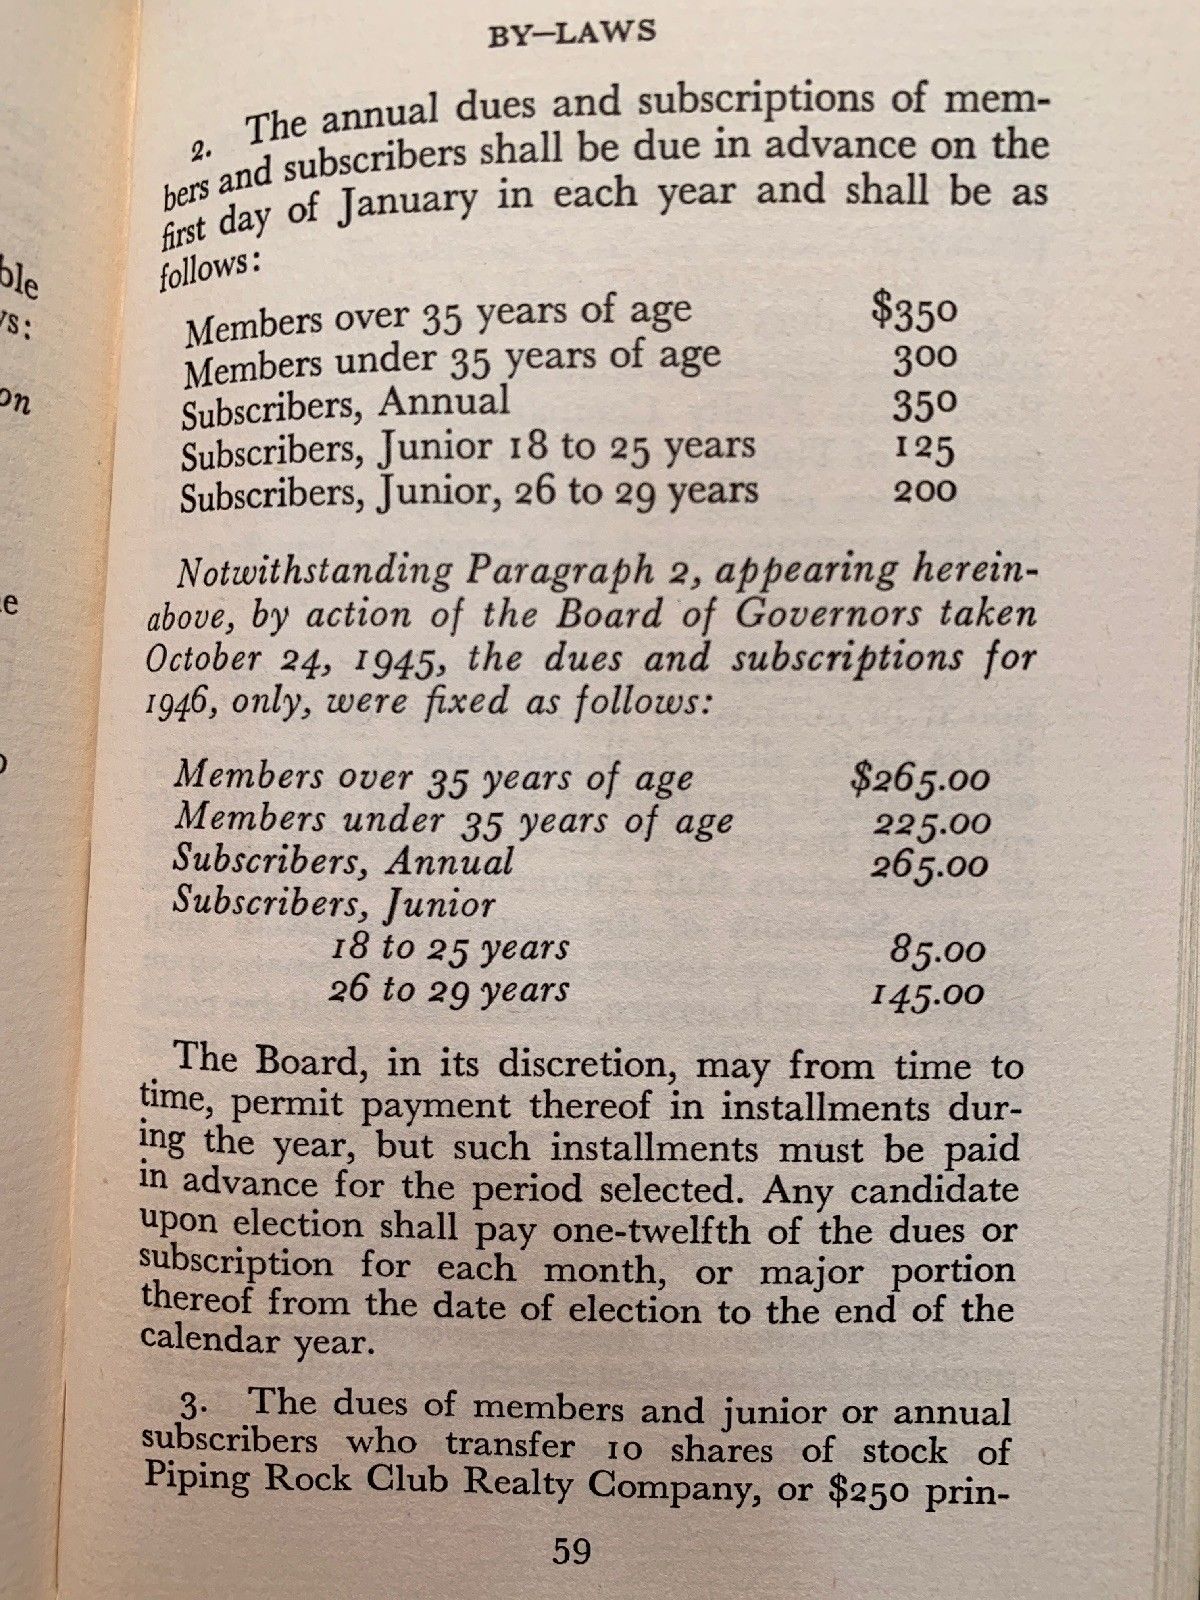 BY—LAWS
2. The annual dues and subscriptions of mem-
bers and subscribers shall be due in advance on the
first day of January in each year and shall be as
follows:
Members over 35 years of age $350
Members under 35 years of age 300
Subscribers, Annual 350
Subscribers, Junior 18 to 25 years 125
Subscribers, Junior, 26 to 29 years 200
Notwithstanding Paragraph 2, appearing herein-
above, by action of the Board of Governors taken
October 24, 1945, the dues and subscriptions for
1946, only, were fixed as follows:
Members over 35 years of age $265.00
Members under 35 years of age 225.00
Subscribers, Annual 265.00
Subscribers, Junior
18 to 25 years 85.00
26 to 29 years 145.00
The Board, in its discretion, may from time to
time, permit payment thereof in installments dur-
ing the year, but such installments must be paid
in advance for the period selected. Any candidate
upon election shall pay one-twelfth of the dues or
subscription for each month, or major portion
thereof from the date of election to the end of the
calendar year.
3. The dues of members and junior or annual
subscribers who transfer 10 shares of stock of
Piping Rock Club Realty Company, or $250 prin-
59